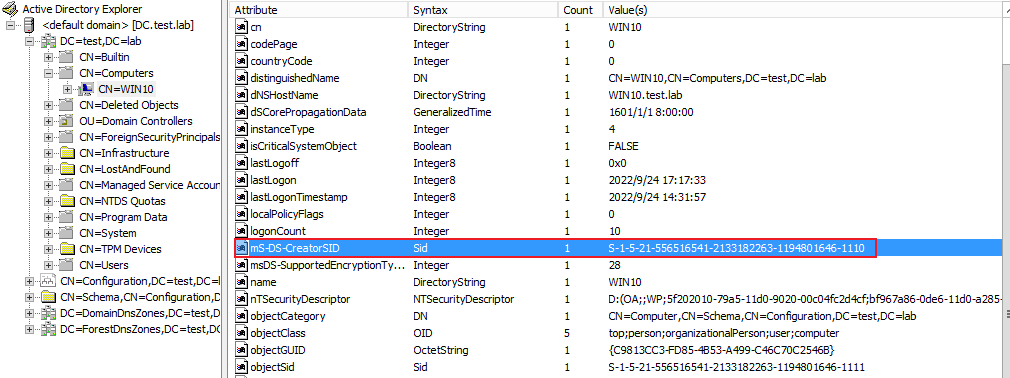 Active Directory Explorer
<default domain> [DC.test.lab]
DC=test,DC=lab
CN=Builtin
CN=Computers
CN=WIN10
CN=Deleted Objects
OU=Domain Controllers
CN=ForeignSecurityPrincipals
CN=Infrastructure
CN=LostAndFound
CN=Managed Service Accou
CN=NTDS Quotas
CN=Program Data
CN=System
CN=TPM Devices
CN=Users
CN=Configuration,DC=test,DC=l
CN=Schema,CN=Configuration,D
DC=DomainDnsZones,DC=test,
DC=ForestDnsZones,DC=test,DC
Attribute Syntax Count Value(s)
cn DirectoryString 1 WIN10
codePage Integer 1 0
countryCode Integer 1 0
distinguishedName DN 1 CN=WIN10,CN=Computers,DC=test,DC=lab
dNSHostName DirectoryString 1 WIN10.test.lab
dSCorePropagationData GeneralizedTime 1 1601/1/1 8:00:00
instanceType Integer 1 4
isCriticalSystemObject Boolean 1 FALSE
lastLogoff Integer8 1 0x0
lastLogon Integer8 1 2022/9/24 17:17:33
lastLogonTimestamp Integer8 1 2022/9/24 14:31:57
localPolicyFlags Integer 1 0
logonCount Integer 1 10
mS-DS-CreatorSID Sid 1 S-1-5-21-556516541-2133182263-1194801646-1110
msDS-SupportedEncryptionTy... Integer 1 28
name DirectoryString 1 WIN10
nTSecurityDescriptor NTSecurityDescriptor 1 D:(OA;;WP;5f202010-79a5-11d0-9020-00c04fc2d4cf;bf967a86-0de6-11d0-a285-
objectCategory DN 1 CN=Computer,CN=Schema,CN=Configuration,DC=test,DC=lab
objectClass OID 5 top;person;organizationalPerson;user;computer
objectGUID OctetString 1 {C9813CC3-FD85-4B53-A499-C46C70C2546B}
objectSid Sid 1 S-1-5-21-556516541-2133182263-1194801646-1111